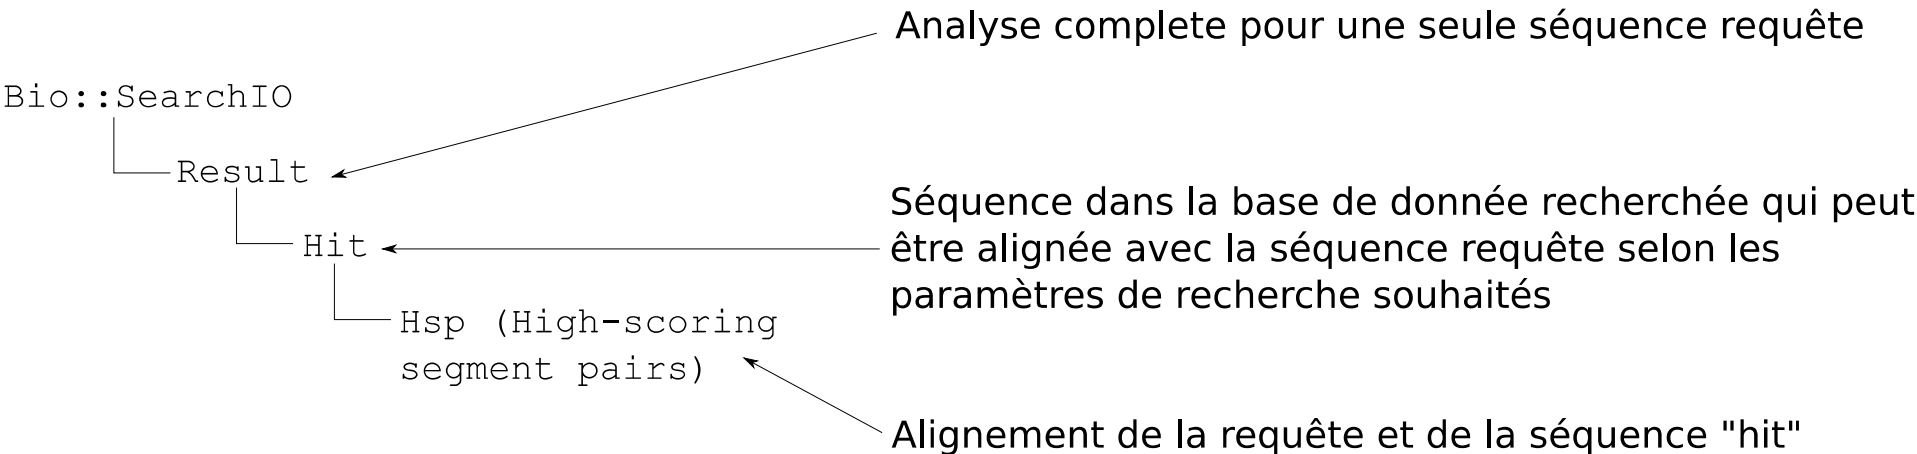 Analyse complete pour une seule séquence requête
Bio::SearchIO
Result
Séquence dans la base de donnée recherchée qui peut
être alignée avec la séquence requête selon les
paramètres de recherche souhaités
Hit
Hsp (High-scoring
segment pairs)
Alignement de la requête et de la séquence "hit"